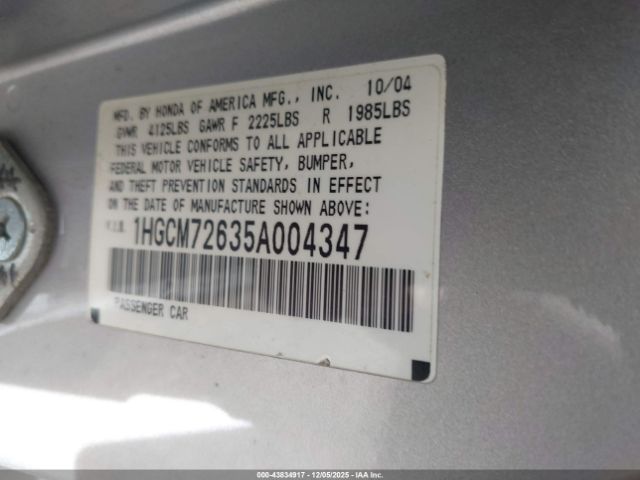 MFD. BY HONDA OF AMERICA MFG., INC. 10/04
GVWR 4125LBS GAWR F 2225LBS R 1985LBS
THIS VEHICLE CONFORMS TO ALL APPLICABLE
FEDERAL MOTOR VEHICLE SAFETY, BUMPER,
AND THEFT PREVENTION STANDARDS IN EFFECT
ON THE DATE OF MANUFACTURE SHOWN ABOVE:
V.I.N. 1HGCM72635A004347
PASSENGER CAR
000-43834917 - 12/05/2025 - IAA Inc.